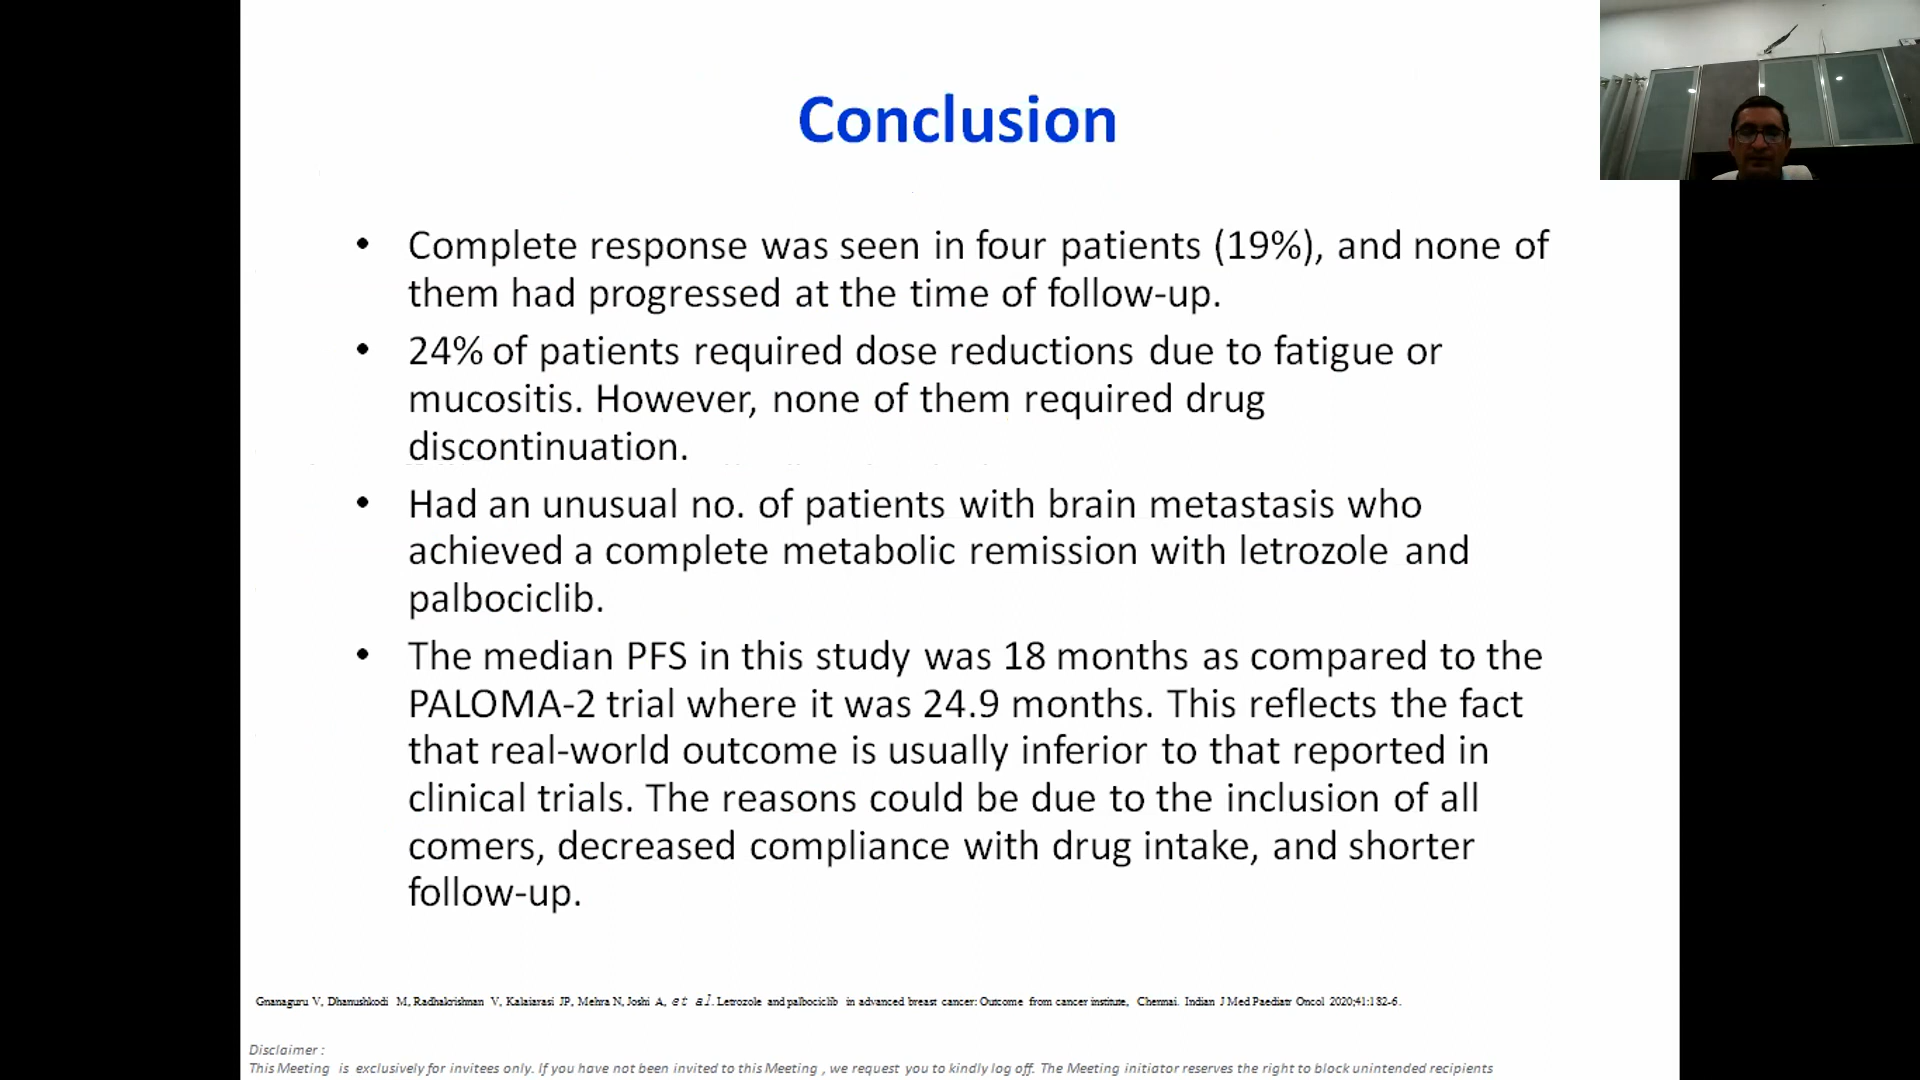 Conclusion
• Complete response was seen in four patients (19%), and none of
them had progressed at the time of follow-up.
• 24% of patients required dose reductions due to fatigue or
mucositis. However, none of them required drug
discontinuation.
• Had an unusual no. of patients with brain metastasis who
achieved a complete metabolic remission with letrozole and
palbociclib.
• The median PFS in this study was 18 months as compared to the
PALOMA-2 trial where it was 24.9 months. This reflects the fact
that real-world outcome is usually inferior to that reported in
clinical trials. The reasons could be due to the inclusion of all
comers, decreased compliance with drug intake, and shorter
follow-up.
Gnanaguru V, Dhanushkodi M, Radhakrishnan V, Kalaiarasi JP, Mehra N, Joshi A, et al. Letrozole and palbociclib in advanced breast cancer: Outcome from cancer institute, Chennai. Indian J Med Paediatr Oncol 2020;41:182-6.
Disclaimer :
This Meeting is exclusively for invitees only. If you have not been invited to this Meeting , we request you to kindly log off. The Meeting initiator reserves the right to block unintended recipients